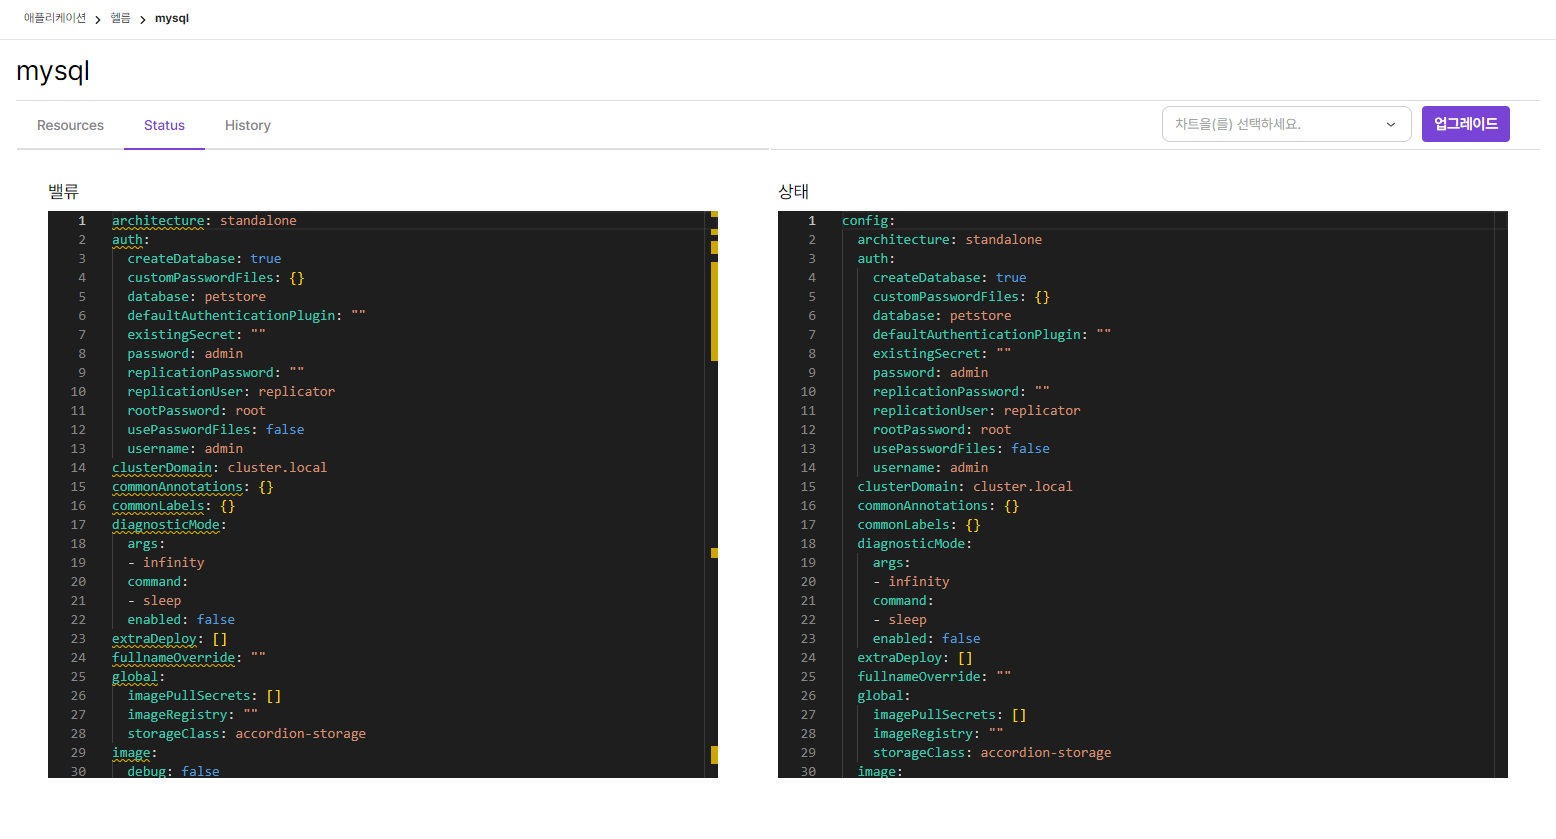 애플리케이션 > 헬름 > mysql
mysql
Resources Status History 차트을(를) 선택하세요. 업그레이드
밸류
1 architecture: standalone
2 auth:
3 createDatabase: true
4 customPasswordFiles: {}
5 database: petstore
6 defaultAuthenticationPlugin: ""
7 existingSecret: ""
8 password: admin
9 replicationPassword: ""
10 replicationUser: replicator
11 rootPassword: root
12 usePasswordFiles: false
13 username: admin
14 clusterDomain: cluster.local
15 commonAnnotations: {}
16 commonLabels: {}
17 diagnosticMode:
18 args:
19 - infinity
20 command:
21 - sleep
22 enabled: false
23 extraDeploy: []
24 fullnameOverride: ""
25 global:
26 imagePullSecrets: []
27 imageRegistry: ""
28 storageClass: accordion-storage
29 image:
30 debug: false
상태
1 config:
2 architecture: standalone
3 auth:
4 createDatabase: true
5 customPasswordFiles: {}
6 database: petstore
7 defaultAuthenticationPlugin: ""
8 existingSecret: ""
9 password: admin
10 replicationPassword: ""
11 replicationUser: replicator
12 rootPassword: root
13 usePasswordFiles: false
14 username: admin
15 clusterDomain: cluster.local
16 commonAnnotations: {}
17 commonLabels: {}
18 diagnosticMode:
19 args:
20 - infinity
21 command:
22 - sleep
23 enabled: false
24 extraDeploy: []
25 fullnameOverride: ""
26 global:
27 imagePullSecrets: []
28 imageRegistry: ""
29 storageClass: accordion-storage
30 image: